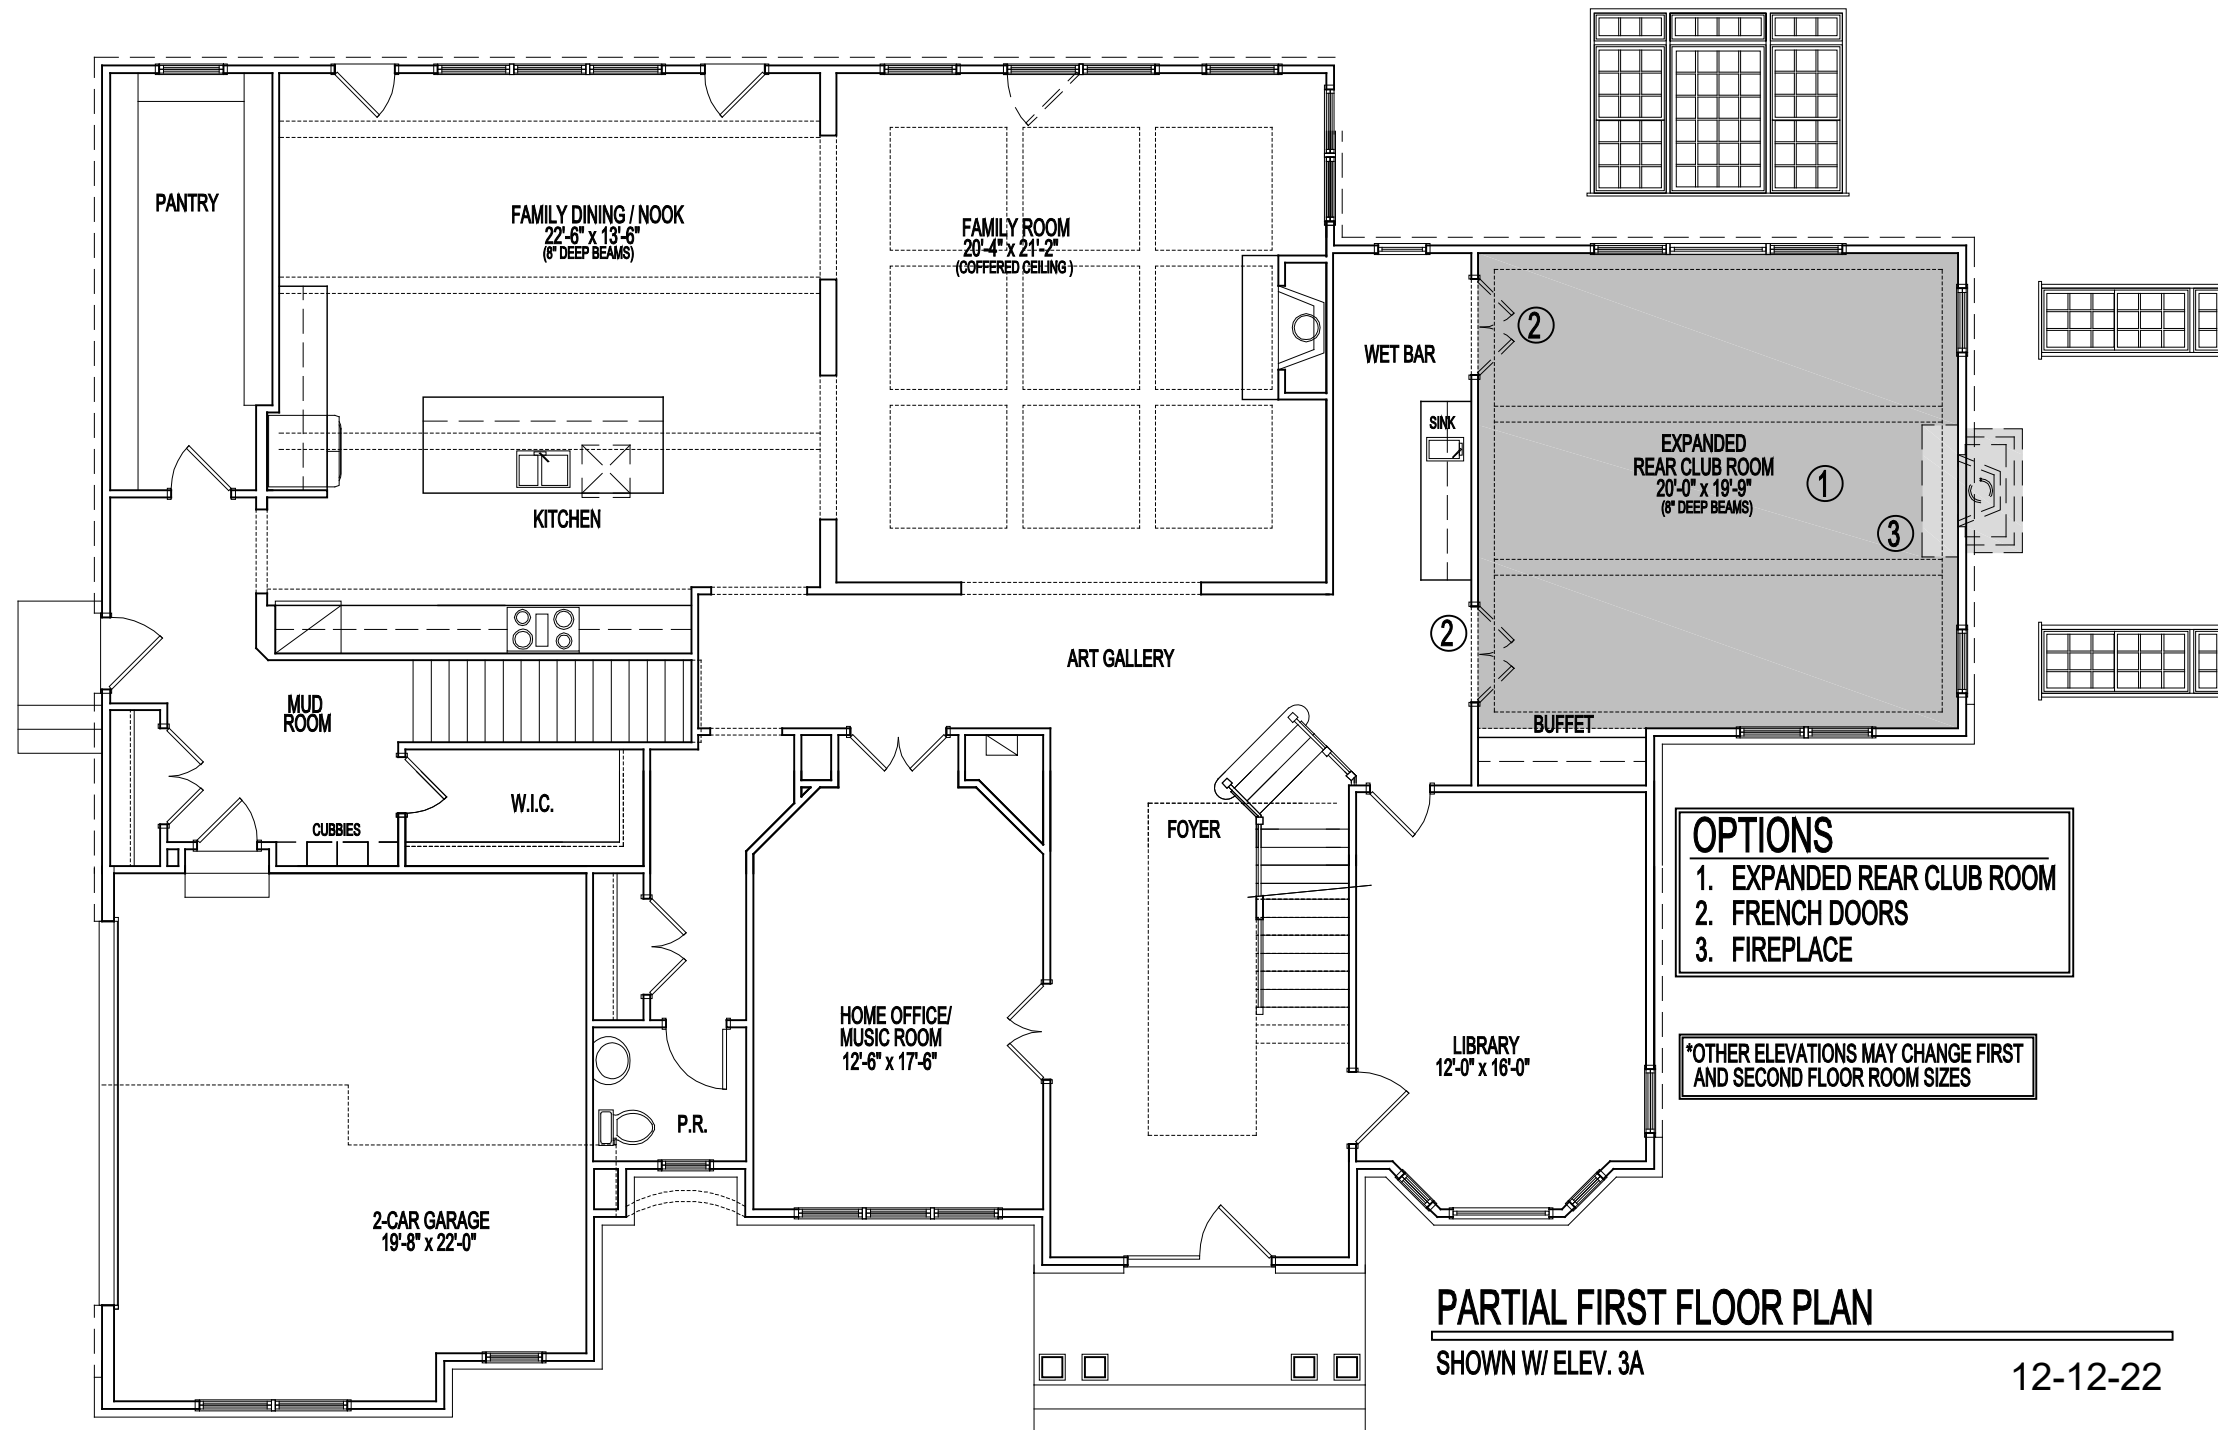 PANTRY
FAMILY DINING / NOOK
22'-6" x 13'-6"
(8" DEEP BEAMS)
FAMILY ROOM
20'-4" x 21'-2"
(COFFERED CEILING )
WET BAR
2
SINK
EXPANDED
REAR CLUB ROOM
20'-0" x 19'-9"
(8" DEEP BEAMS)
1
3
KITCHEN
2
ART GALLERY
MUD
ROOM
BUFFET
W.I.C.
CUBBIES
FOYER
OPTIONS
1. EXPANDED REAR CLUB ROOM
2. FRENCH DOORS
3. FIREPLACE
HOME OFFICE/
MUSIC ROOM
12'-6" x 17'-6"
LIBRARY
12'-0" x 16'-0"
*OTHER ELEVATIONS MAY CHANGE FIRST
AND SECOND FLOOR ROOM SIZES
P.R.
2-CAR GARAGE
19'-8" x 22'-0"
PARTIAL FIRST FLOOR PLAN
SHOWN W/ ELEV. 3A
12-12-22